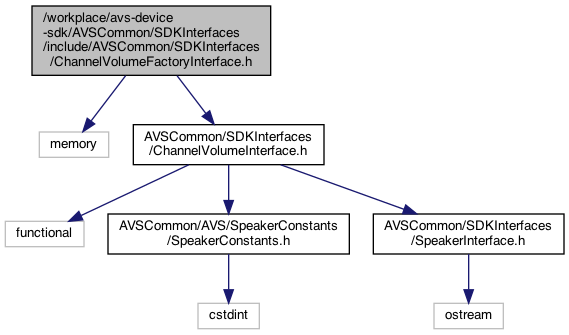 /workplace/avs-device
-sdk/AVSCommon/SDKInterfaces
/include/AVSCommon/SDKInterfaces
/ChannelVolumeFactoryInterface.h
memory
AVSCommon/SDKInterfaces
/ChannelVolumeInterface.h
functional
AVSCommon/AVS/SpeakerConstants
/SpeakerConstants.h
AVSCommon/SDKInterfaces
/SpeakerInterface.h
cstdint
ostream